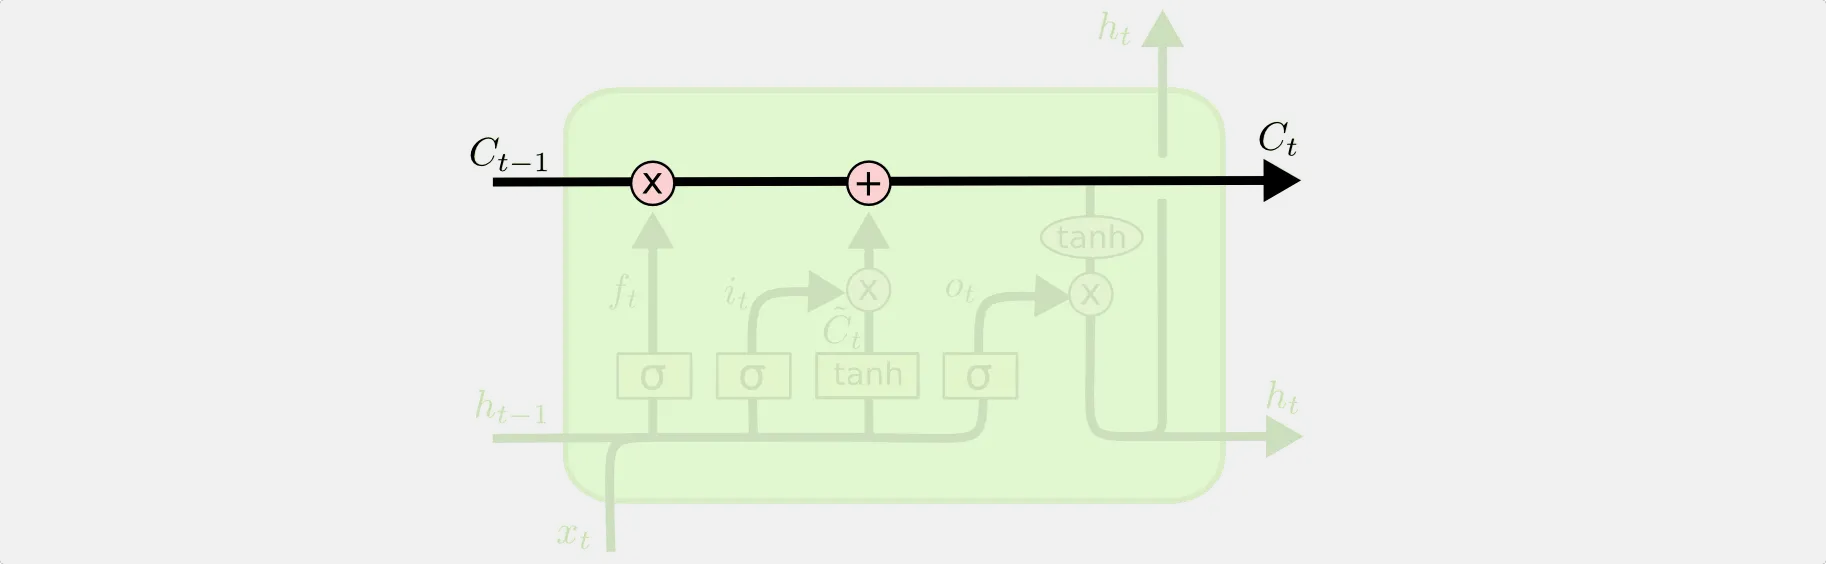 h_t
C_{t-1}
C_t
x
+
tanh
f_t
i_t
x
o_t
x
\tilde{C}_t
σ
σ
tanh
σ
h_{t-1}
h_t
x_t